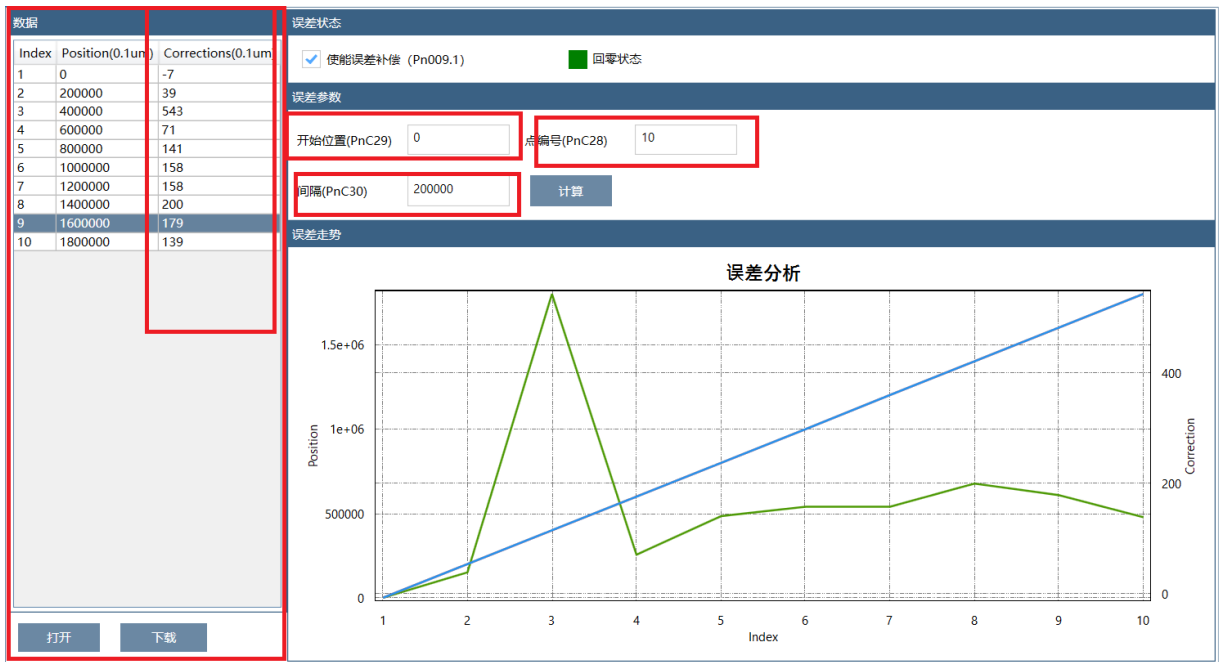 数据
Index Position(0.1um) Corrections(0.1um
1 0 -7
2 200000 39
3 400000 543
4 600000 71
5 800000 141
6 1000000 158
7 1200000 158
8 1400000 200
9 1600000 179
10 1800000 139
打开 下载
误差状态
使能误差补偿（Pn009.1） 回零状态
误差参数
开始位置(PnC29) 0 点编号(PnC28) 10
间隔(PnC30) 200000 计算
误差走势
误差分析
1.5e+06
1e+06
500000
0
Position
400
200
0
Correction
1 2 3 4 5 6 7 8 9 10
Index